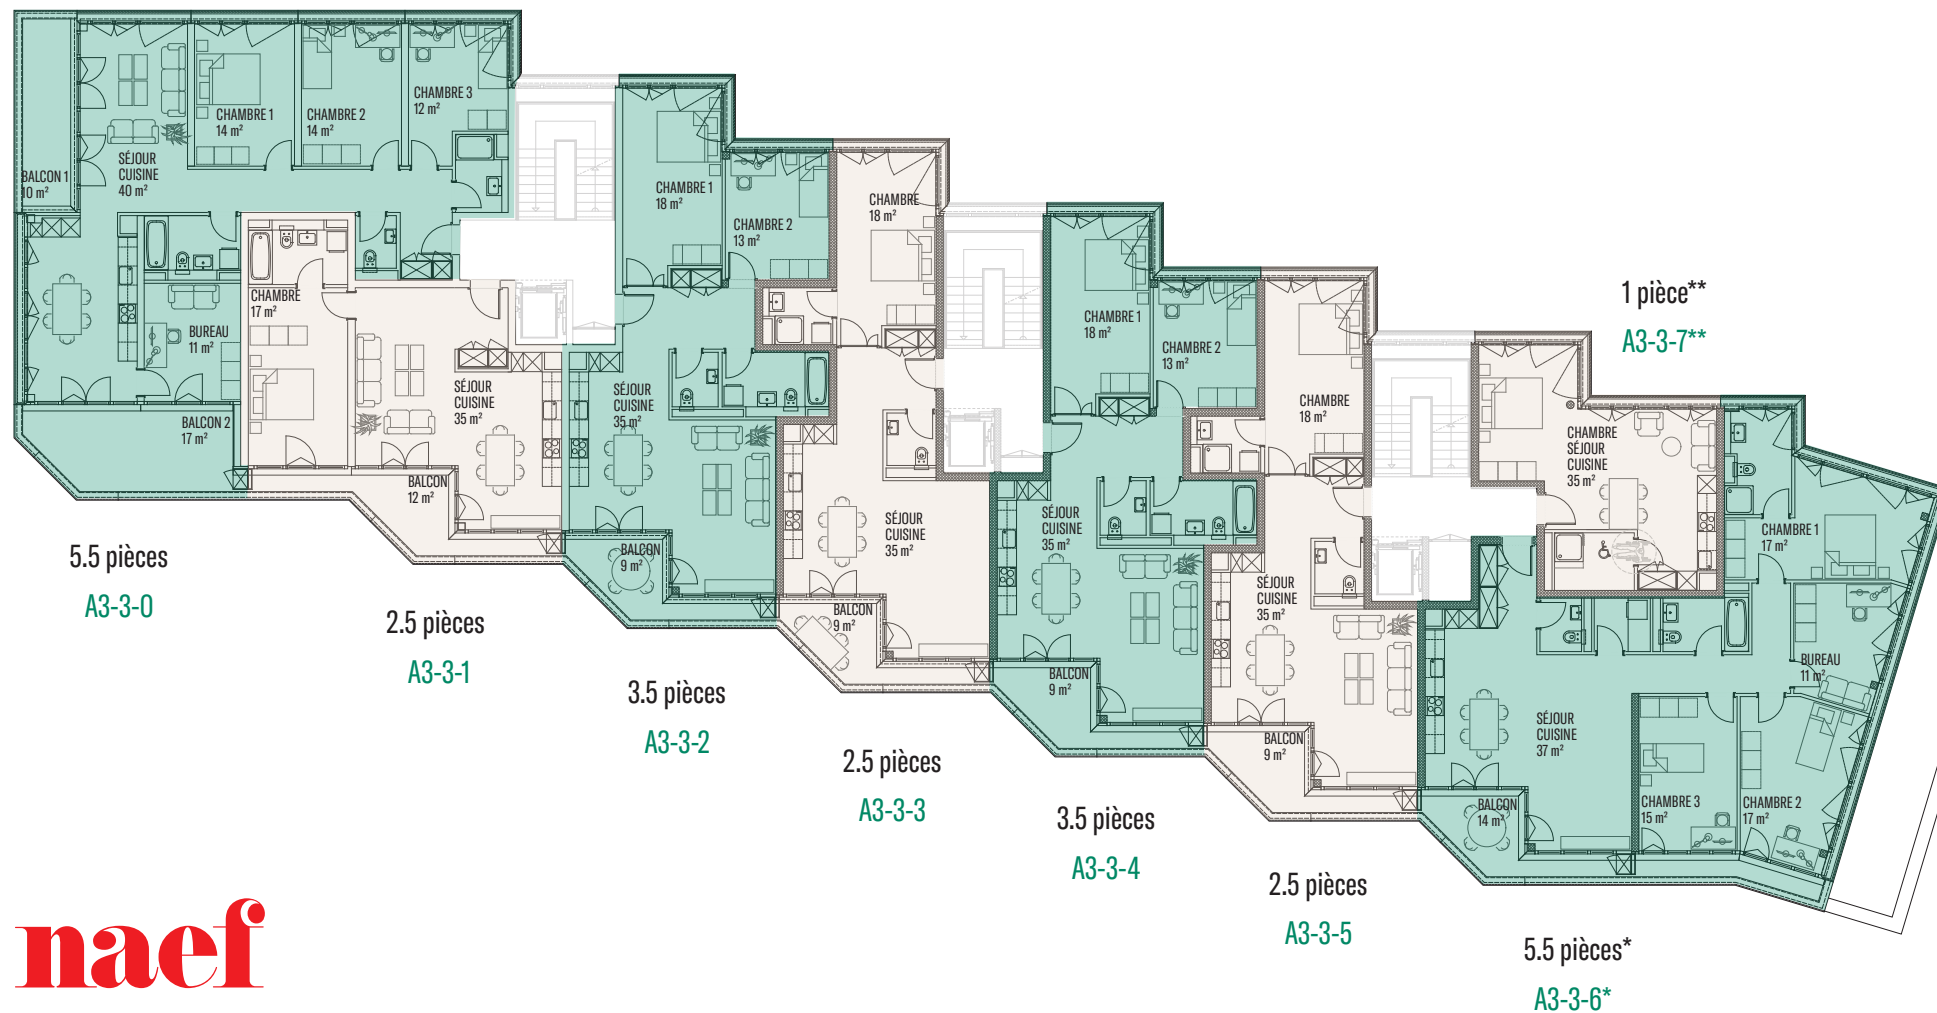 BALCON 1
10 m²
SÉJOUR
CUISINE
40 m²
CHAMBRE 1
14 m²
CHAMBRE 2
14 m²
CHAMBRE 3
12 m²
BUREAU
11 m²
BALCON 2
17 m²
5.5 pièces
A3-3-0
CHAMBRE
17 m²
SÉJOUR
CUISINE
35 m²
BALCON
12 m²
2.5 pièces
A3-3-1
CHAMBRE 1
18 m²
CHAMBRE 2
13 m²
SÉJOUR
CUISINE
35 m²
BALCON
9 m²
3.5 pièces
A3-3-2
CHAMBRE
18 m²
SÉJOUR
CUISINE
35 m²
BALCON
9 m²
2.5 pièces
A3-3-3
CHAMBRE 1
18 m²
CHAMBRE 2
13 m²
SÉJOUR
CUISINE
35 m²
BALCON
9 m²
3.5 pièces
A3-3-4
CHAMBRE
18 m²
SÉJOUR
CUISINE
35 m²
BALCON
9 m²
2.5 pièces
A3-3-5
1 pièce**
A3-3-7**
CHAMBRE
SÉJOUR
CUISINE
35 m²
CHAMBRE 1
17 m²
BUREAU
11 m²
SÉJOUR
CUISINE
37 m²
CHAMBRE 3
15 m²
CHAMBRE 2
17 m²
BALCON
14 m²
5.5 pièces*
A3-3-6*
naef